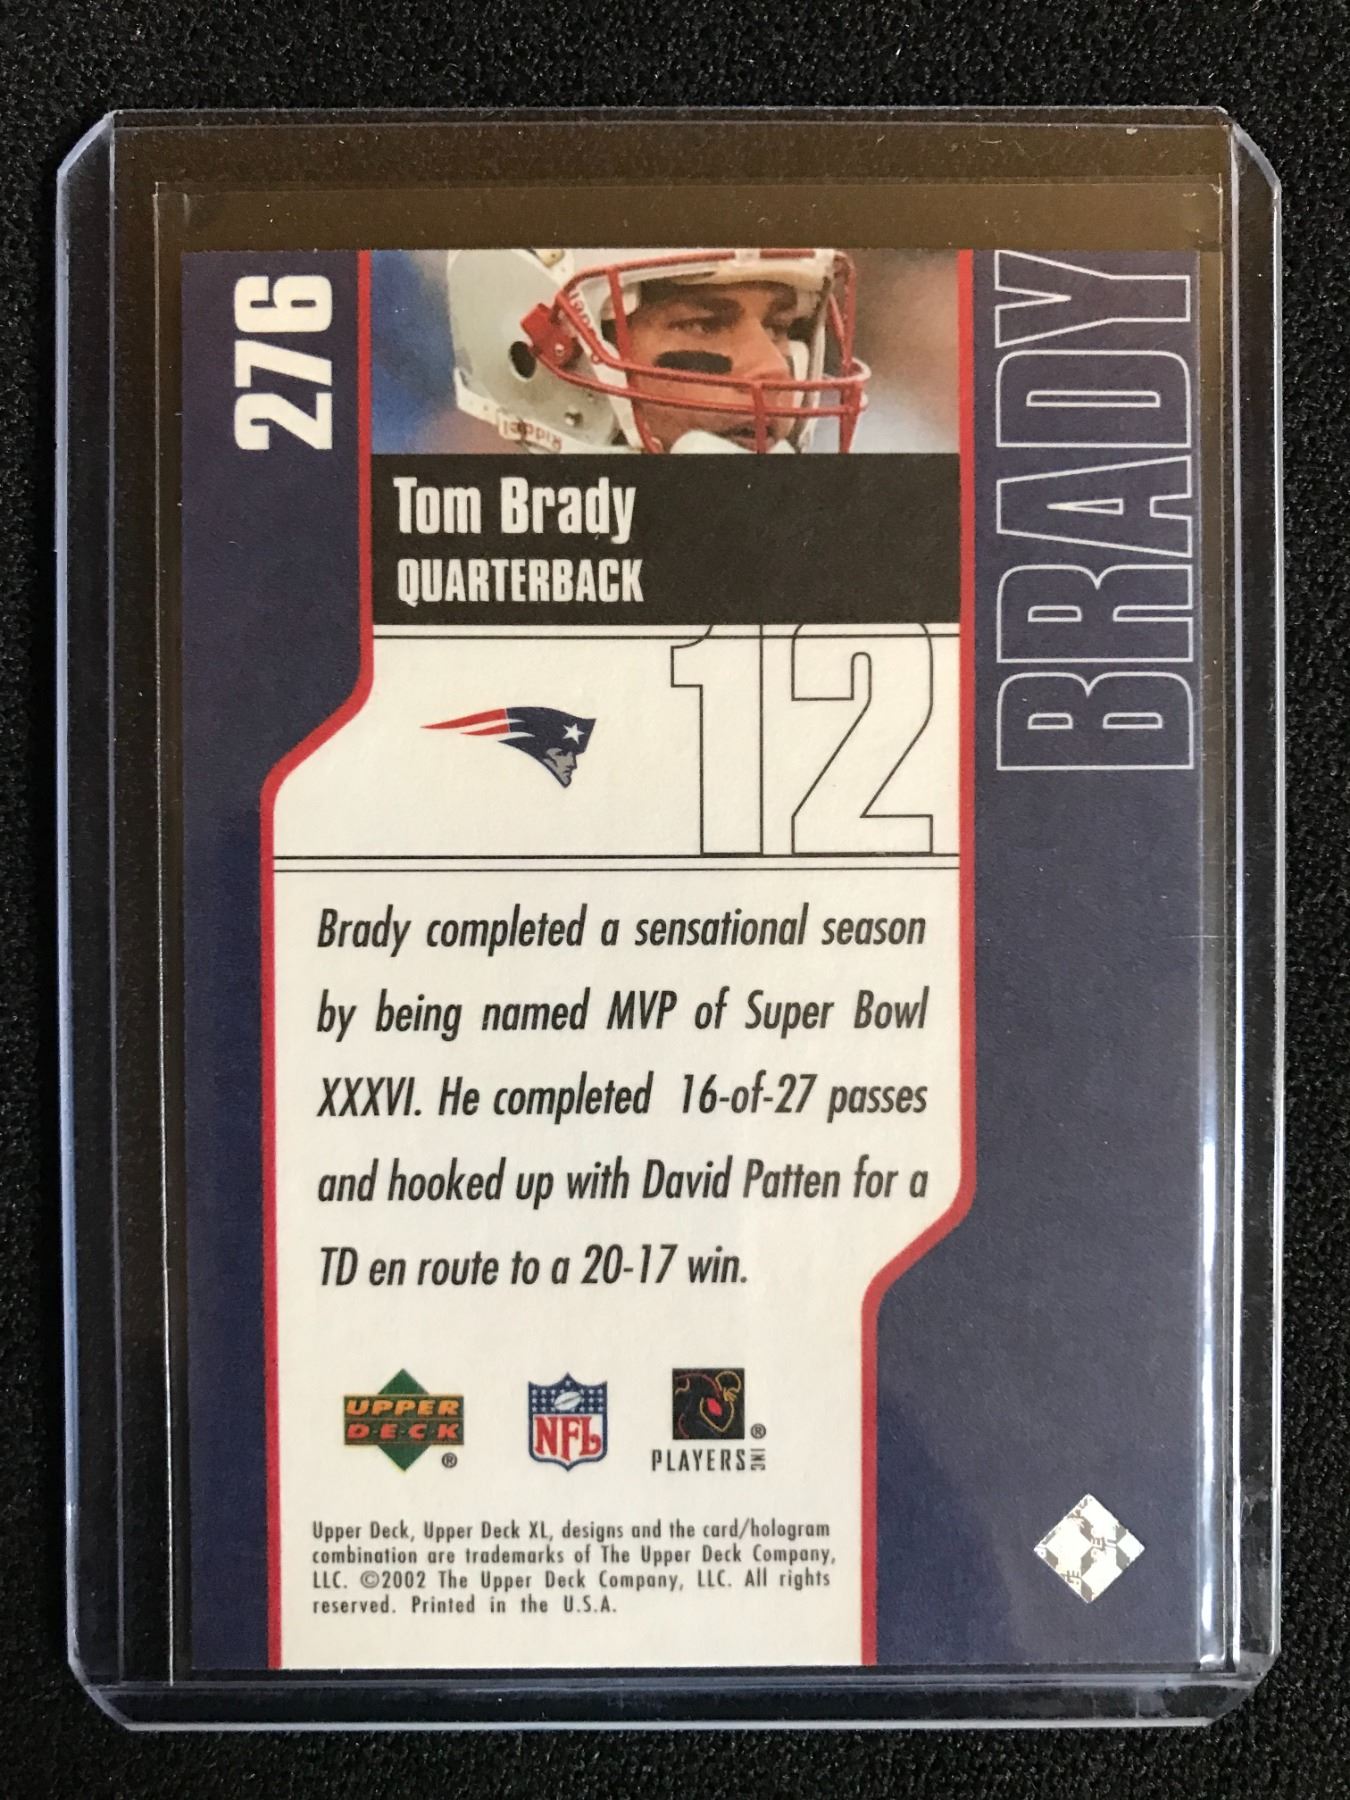 276
Riddell
Tom Brady
QUARTERBACK
BRADY
12
Brady completed a sensational season
by being named MVP of Super Bowl
XXXVI. He completed 16-of-27 passes
and hooked up with David Patten for a
TD en route to a 20-17 win.
UPPER
D·E·C·K
®
NFL
PLAYERS INC ®
Upper Deck, Upper Deck XL, designs and the card/hologram
combination are trademarks of The Upper Deck Company,
LLC. ©2002 The Upper Deck Company, LLC. All rights
reserved. Printed in the U.S.A.